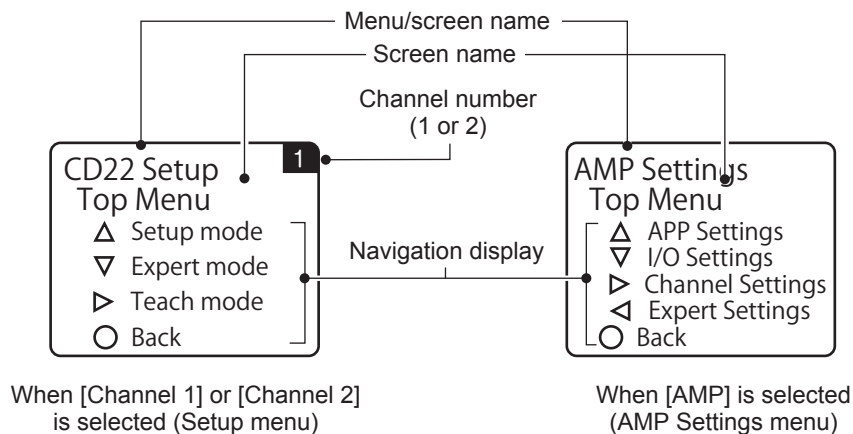 Menu/screen name
Screen name
Channel number
(1 or 2)
CD22 Setup
1
Top Menu
△ Setup mode
▽ Expert mode
▷ Teach mode
○ Back
Navigation display
AMP Settings
Top Menu
△ APP Settings
▽ I/O Settings
▷ Channel Settings
◁ Expert Settings
○ Back
When [Channel 1] or [Channel 2]
is selected (Setup menu)
When [AMP] is selected
(AMP Settings menu)